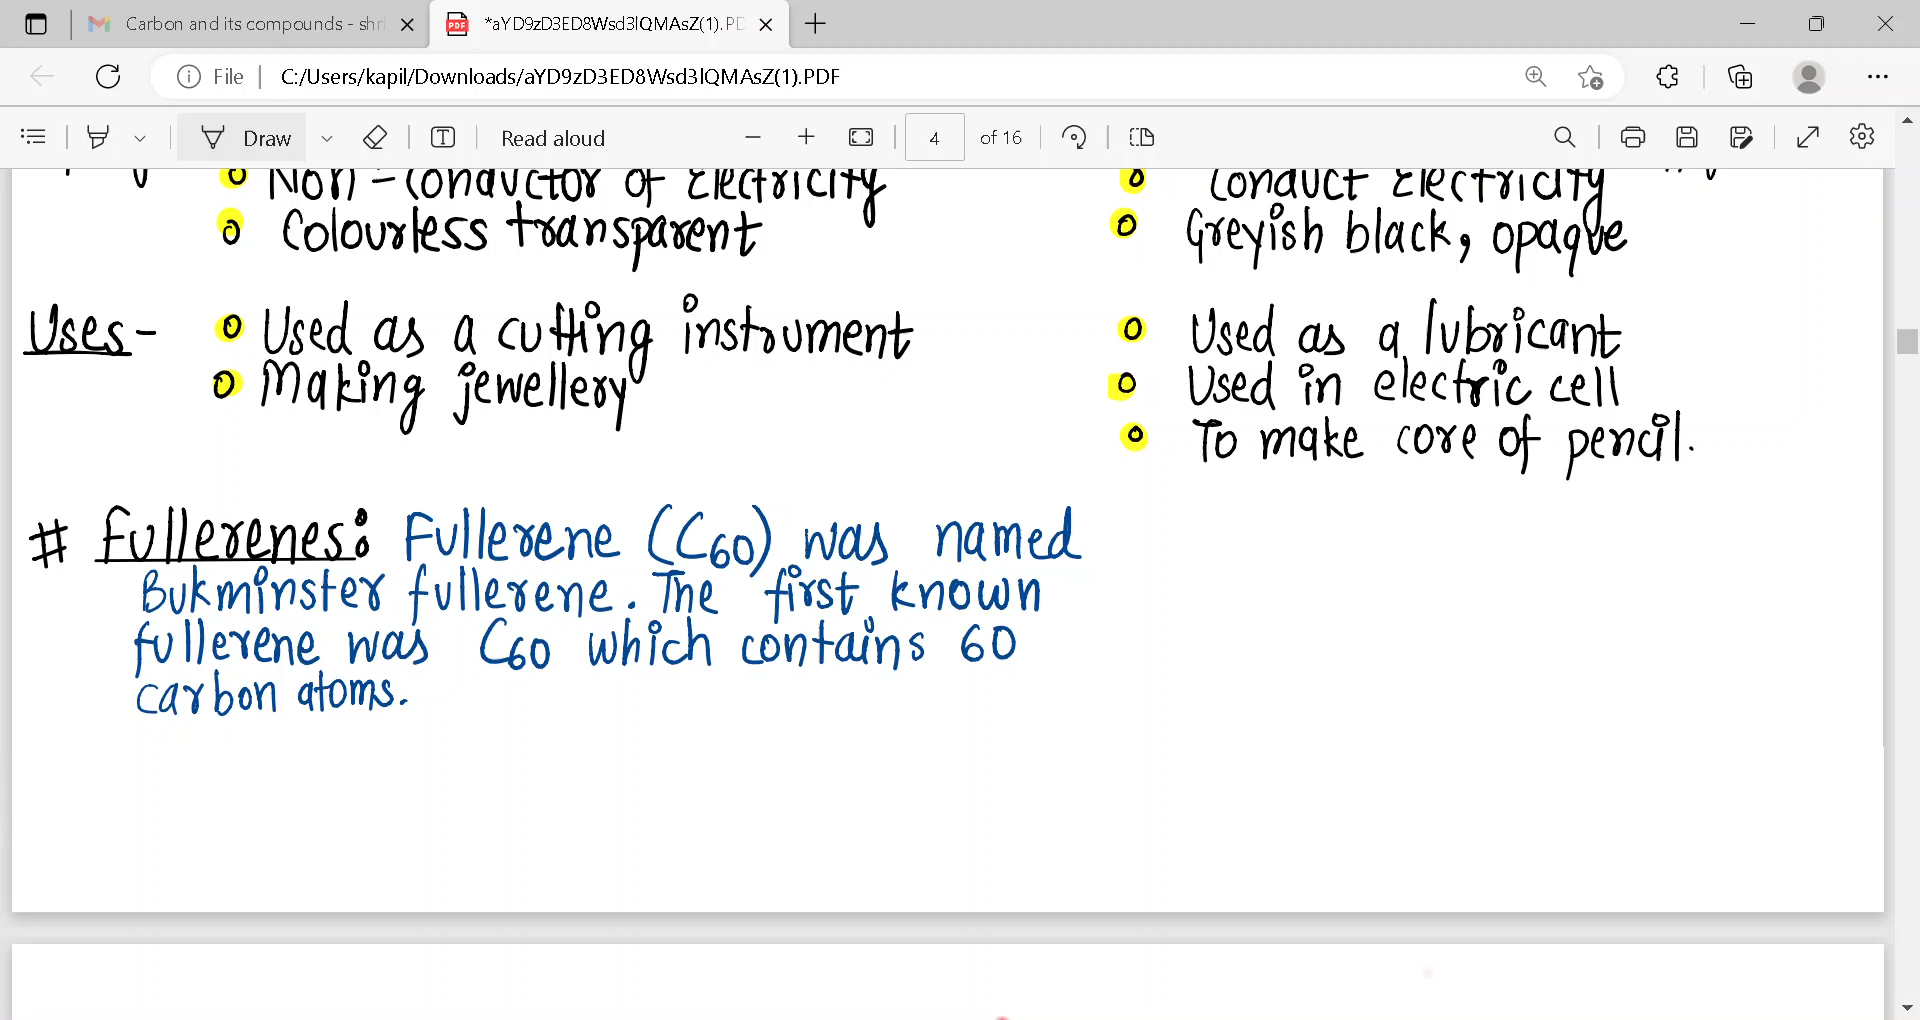 Carbon and its compounds - shri
*aYD9zD3ED8Wsd3lQMAsZ(1).PD
File
C:/Users/kapil/Downloads/aYD9zD3ED8Wsd3lQMAsZ(1).PDF
Draw
Read aloud
4 of 16
Non - Conductor of Electricity
Conduct Electricity
Colourless transparent
Greyish black, opaque
Uses -
Used as a cutting instrument
Used as a lubricant
Making jewellery
Used in electric cell
To make core of pencil.
# Fullerenes: Fullerene (C60) was named
Bukminster fullerene. The first known
fullerene was C60 which contains 60
carbon atoms.